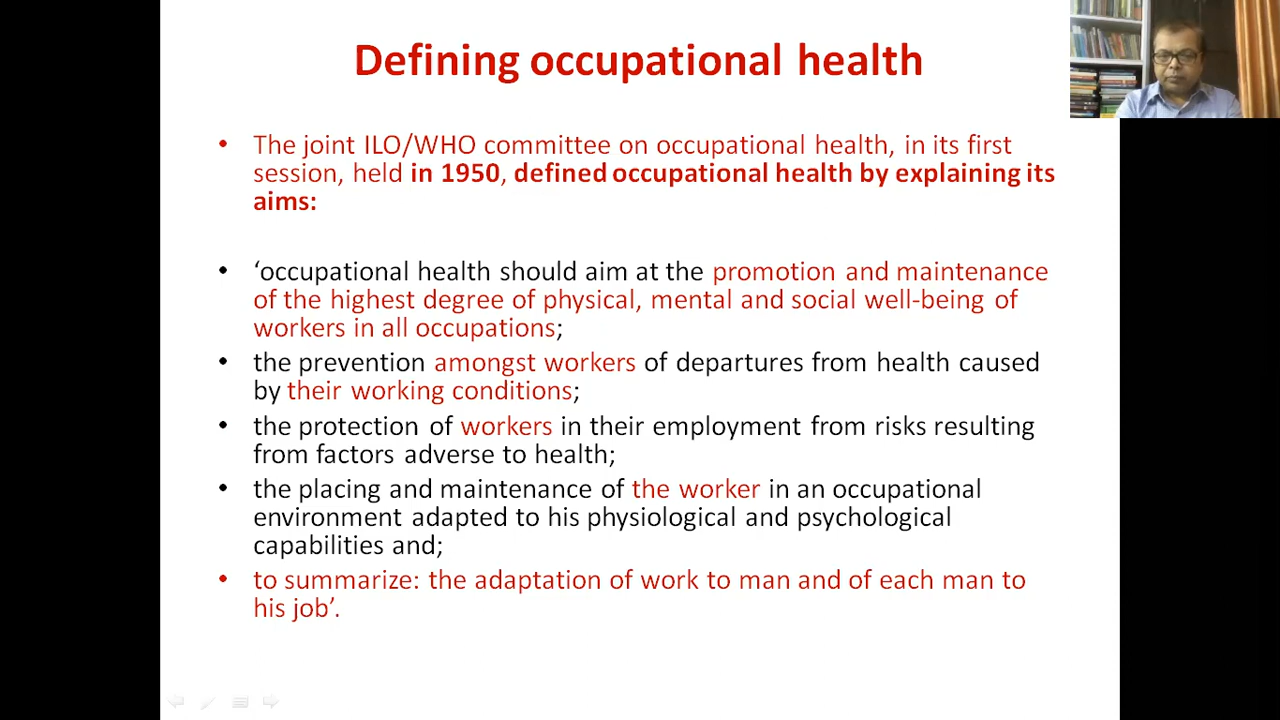 Defining occupational health
• The joint ILO/WHO committee on occupational health, in its first
session, held in 1950, defined occupational health by explaining its
aims:
• ‘occupational health should aim at the promotion and maintenance
of the highest degree of physical, mental and social well-being of
workers in all occupations;
• the prevention amongst workers of departures from health caused
by their working conditions;
• the protection of workers in their employment from risks resulting
from factors adverse to health;
• the placing and maintenance of the worker in an occupational
environment adapted to his physiological and psychological
capabilities and;
• to summarize: the adaptation of work to man and of each man to
his job’.